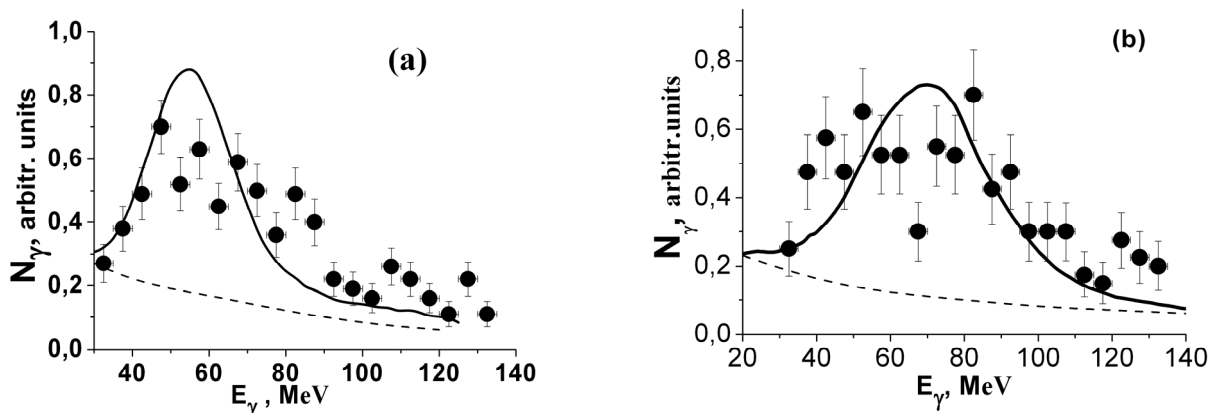 (a)
1,0
0,8
0,6
0,4
0,2
0,0
Nγ, arbitr. units
40 60 80 100 120 140
Eγ , MeV
(b)
0,8
0,6
0,4
0,2
0,0
Nγ, arbitr.units
20 40 60 80 100 120 140
Eγ, MeV